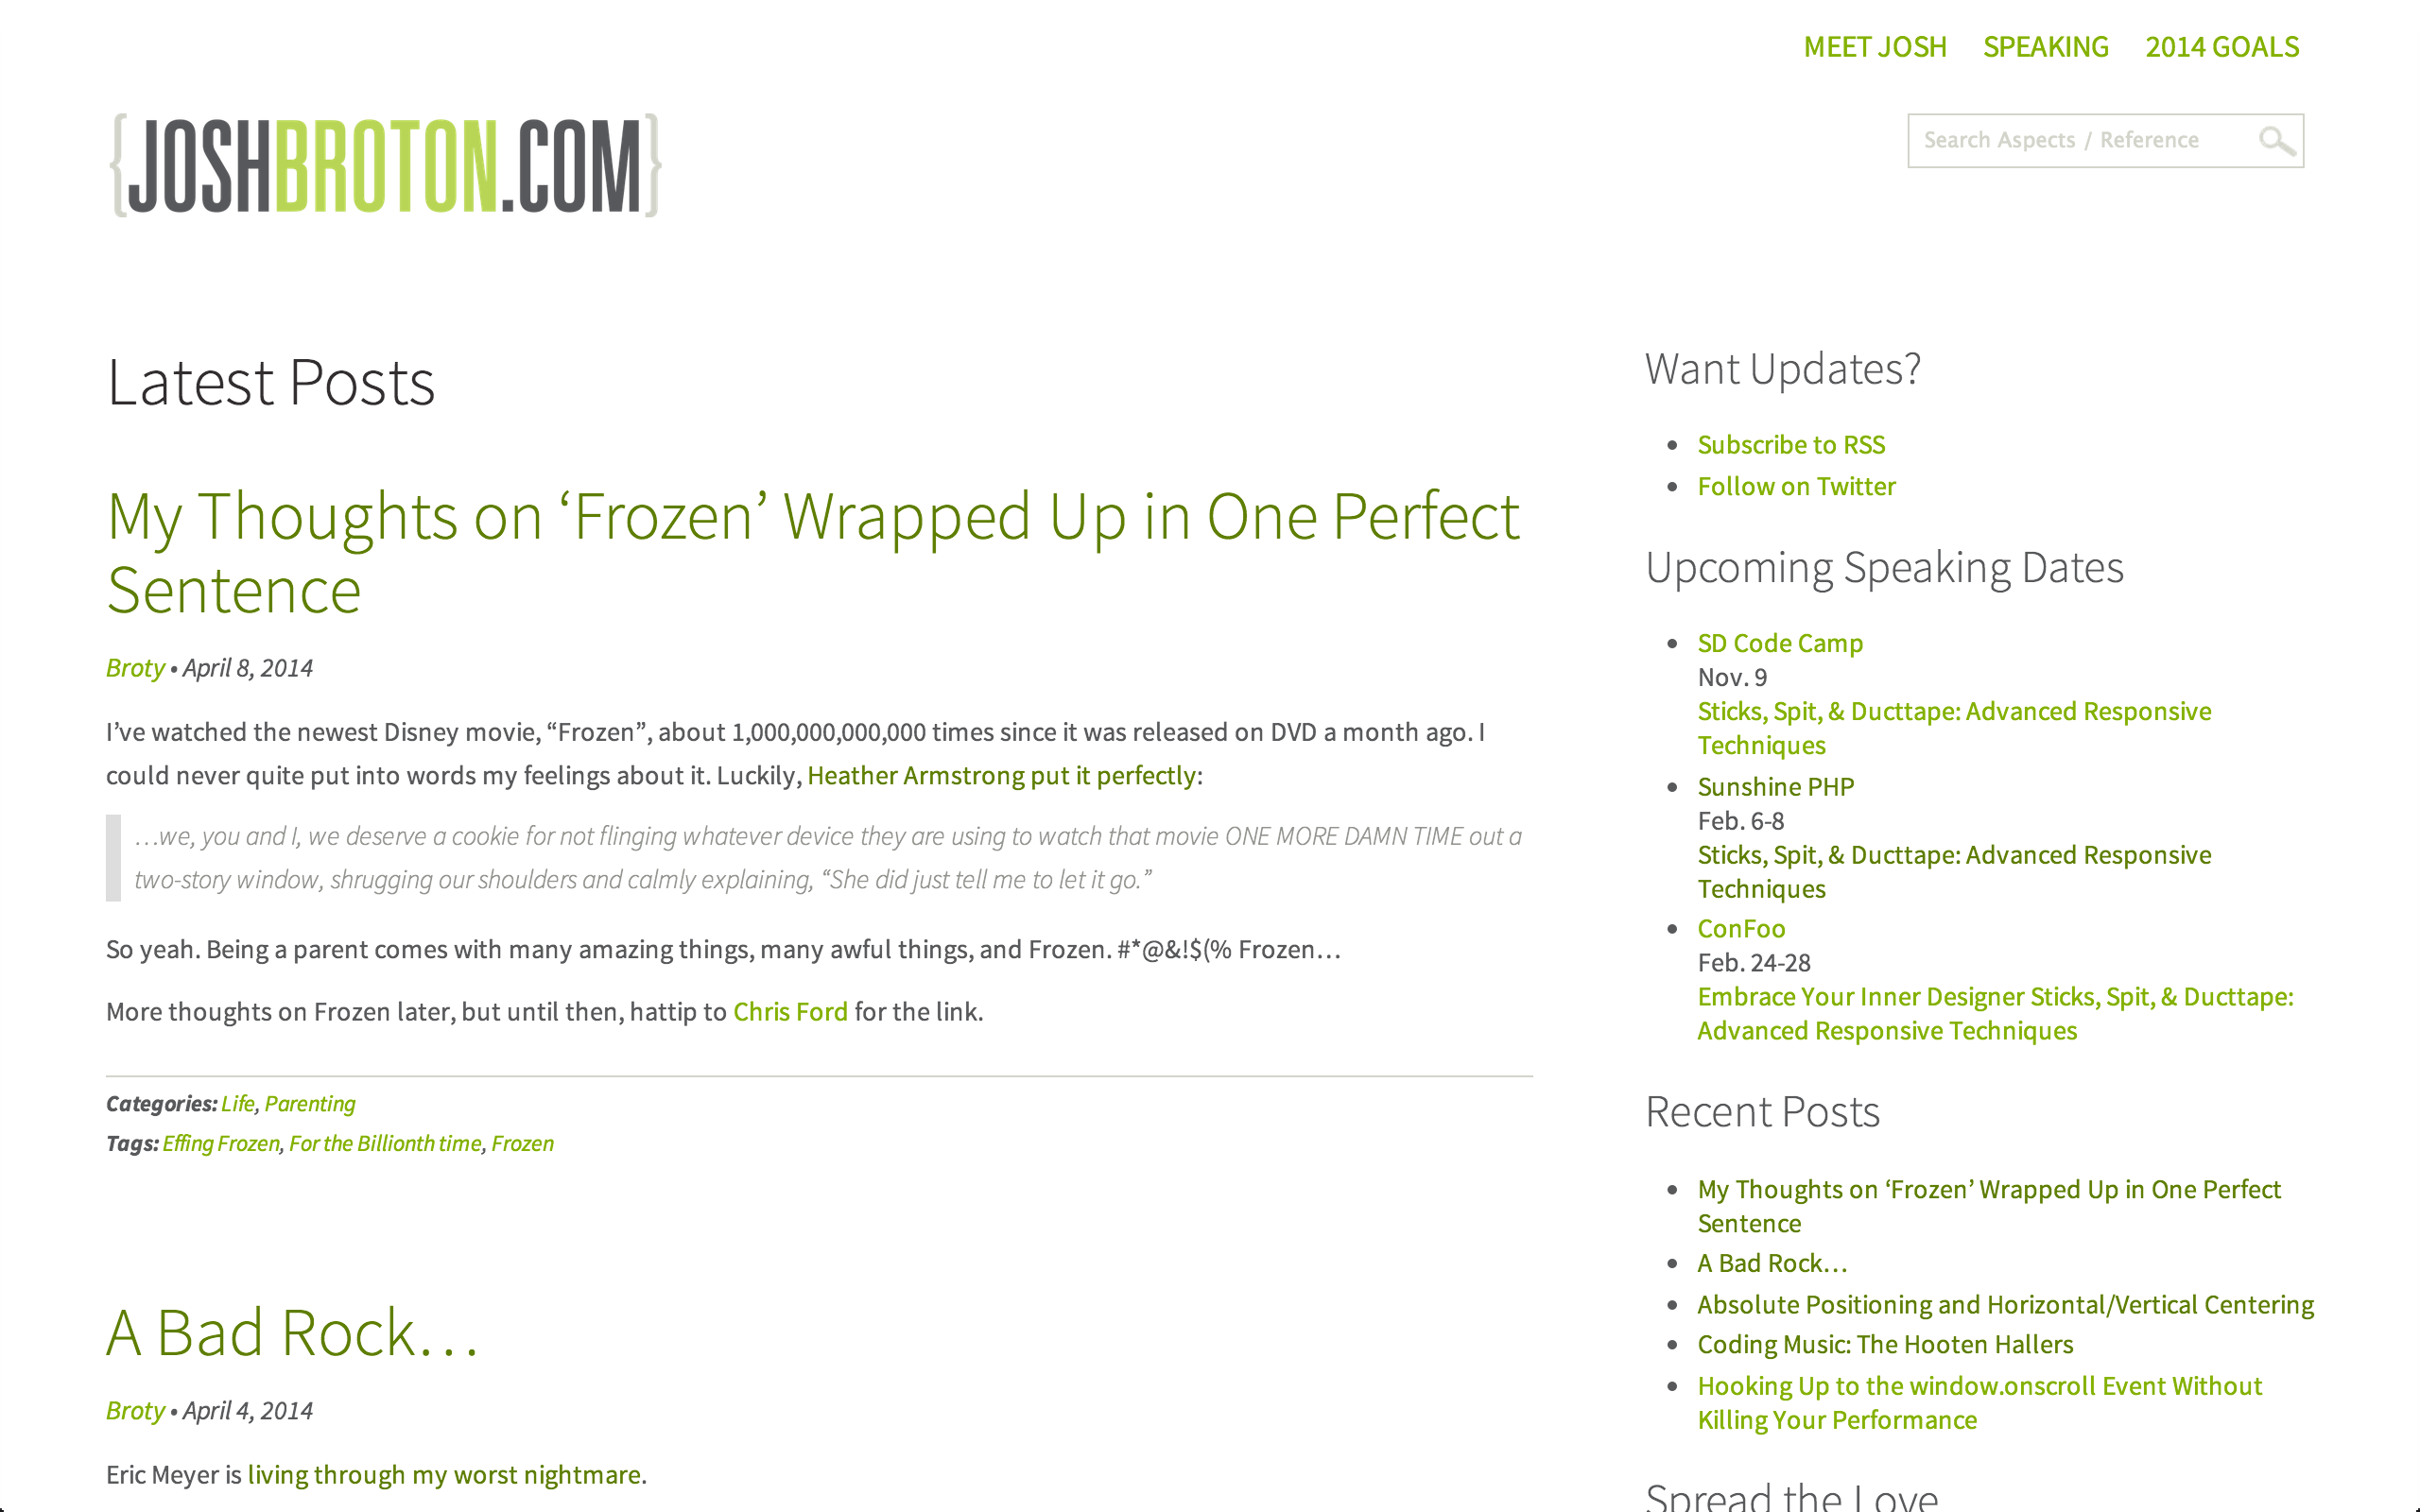 MEET JOSH SPEAKING 2014 GOALS
{JOSHBROTON.COM}
Search Aspects / Reference
Latest Posts
My Thoughts on ‘Frozen’ Wrapped Up in One Perfect
Sentence
Broty • April 8, 2014
I’ve watched the newest Disney movie, “Frozen”, about 1,000,000,000,000 times since it was released on DVD a month ago. I
could never quite put into words my feelings about it. Luckily, Heather Armstrong put it perfectly:
…we, you and I, we deserve a cookie for not flinging whatever device they are using to watch that movie ONE MORE DAMN TIME out a
two-story window, shrugging our shoulders and calmly explaining, “She did just tell me to let it go.”
So yeah. Being a parent comes with many amazing things, many awful things, and Frozen. #*@&!$(% Frozen…
More thoughts on Frozen later, but until then, hattip to Chris Ford for the link.
Categories: Life, Parenting
Tags: Effing Frozen, For the Billionth time, Frozen
A Bad Rock…
Broty • April 4, 2014
Eric Meyer is living through my worst nightmare.
Want Updates?
• Subscribe to RSS
• Follow on Twitter
Upcoming Speaking Dates
• SD Code Camp
Nov. 9
Sticks, Spit, & Ducttape: Advanced Responsive
Techniques
• Sunshine PHP
Feb. 6-8
Sticks, Spit, & Ducttape: Advanced Responsive
Techniques
• ConFoo
Feb. 24-28
Embrace Your Inner Designer Sticks, Spit, & Ducttape:
Advanced Responsive Techniques
Recent Posts
• My Thoughts on ‘Frozen’ Wrapped Up in One Perfect
Sentence
• A Bad Rock…
• Absolute Positioning and Horizontal/Vertical Centering
• Coding Music: The Hooten Hallers
• Hooking Up to the window.onscroll Event Without
Killing Your Performance
Spread the Love